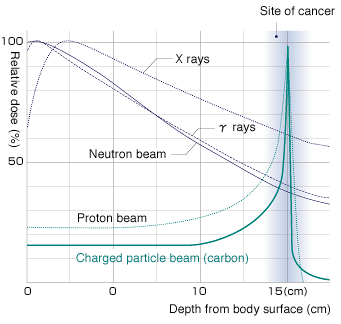 Site of cancer
100
X rays
Relative dose (%)
γ rays
Neutron beam
50
Proton beam
Charged particle beam (carbon)
0 0 10 15(cm)
Depth from body surface (cm)